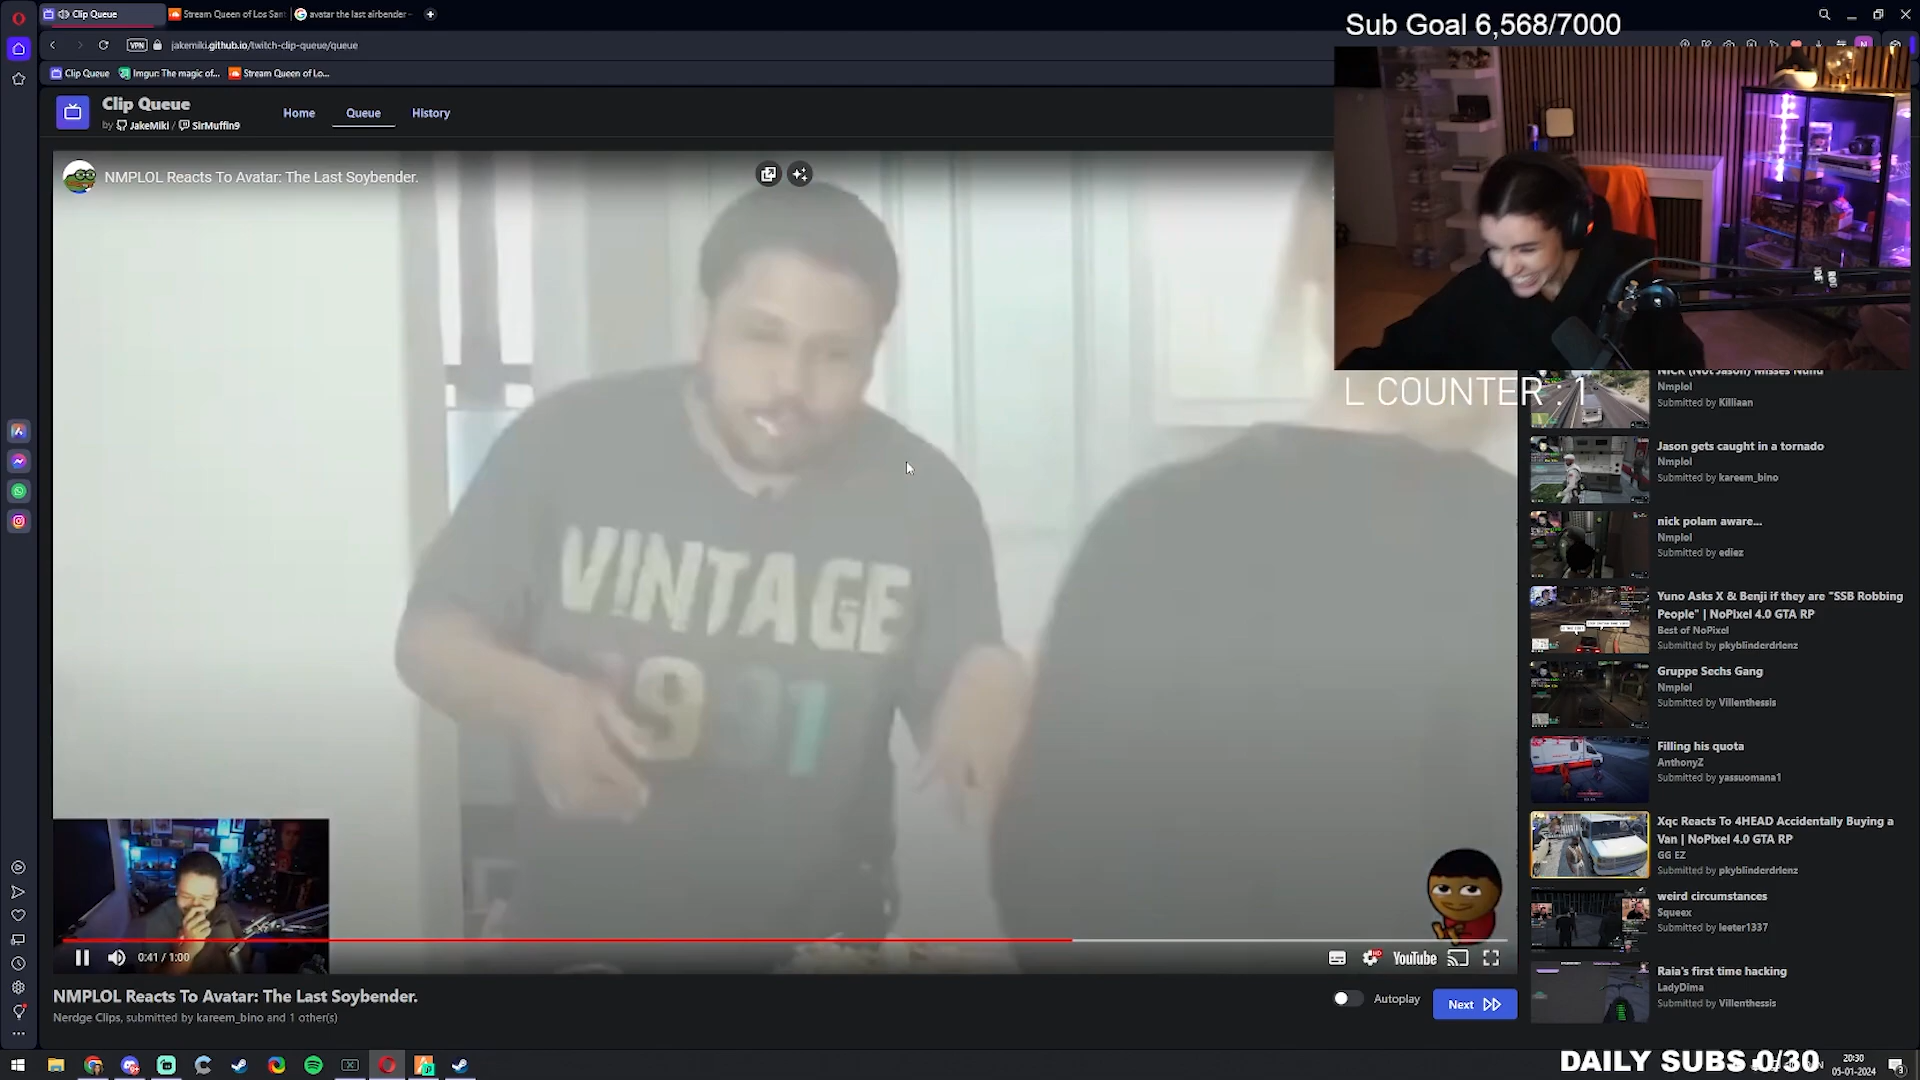 Clip Queue
Stream Queen of Los San
avatar the last airbender -
Sub Goal 6,568/7000
VPN
jakemiki.github.io/twitch-clip-queue/queue
Clip Queue
Imgur: The magic of...
Stream Queen of Lo...
Clip Queue
by JakeMiki / SirMuffin9
Home
Queue
History
NMPLOL Reacts To Avatar: The Last Soybender.
VINTAGE
L COUNTER : 1
Nmplol
Submitted by Killiaan
Jason gets caught in a tornado
Nmplol
Submitted by kareem_bino
nick polam aware...
Nmplol
Submitted by ediez
Yuno Asks X & Benji if they are "SSB Robbing
People" | NoPixel 4.0 GTA RP
Best of NoPixel
Submitted by pkyblinderdrlenz
Gruppe Sechs Gang
Nmplol
Submitted by Villenthessis
Filling his quota
AnthonyZ
Submitted by yassuomana1
Xqc Reacts To 4HEAD Accidentally Buying a
Van | NoPixel 4.0 GTA RP
GG EZ
Submitted by pkyblinderdrlenz
weird circumstances
Squeex
Submitted by leeter1337
Raia's first time hacking
LadyDima
Submitted by Villenthessis
0:41 / 1:00
HD
YouTube
NMPLOL Reacts To Avatar: The Last Soybender.
Nerdge Clips, submitted by kareem_bino and 1 other(s)
Autoplay
Next
DAILY SUBS 0/30
20:30
05-01-2024